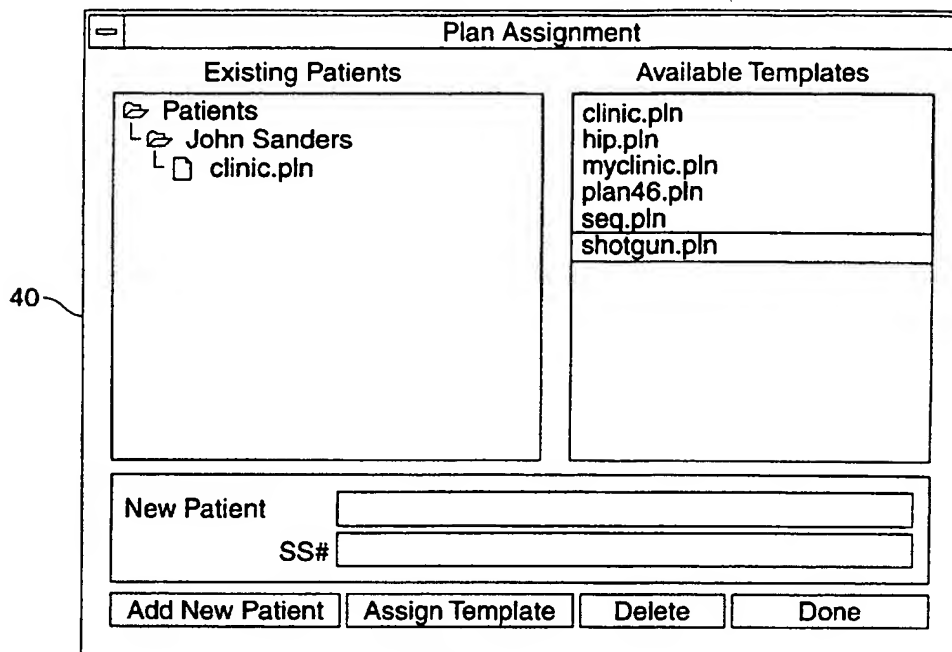 Plan Assignment
Existing Patients
Patients
John Sanders
clinic.pln
Available Templates
clinic.pln
hip.pln
myclinic.pln
plan46.pln
seq.pln
shotgun.pln
40
New Patient
SS#
Add New Patient
Assign Template
Delete
Done